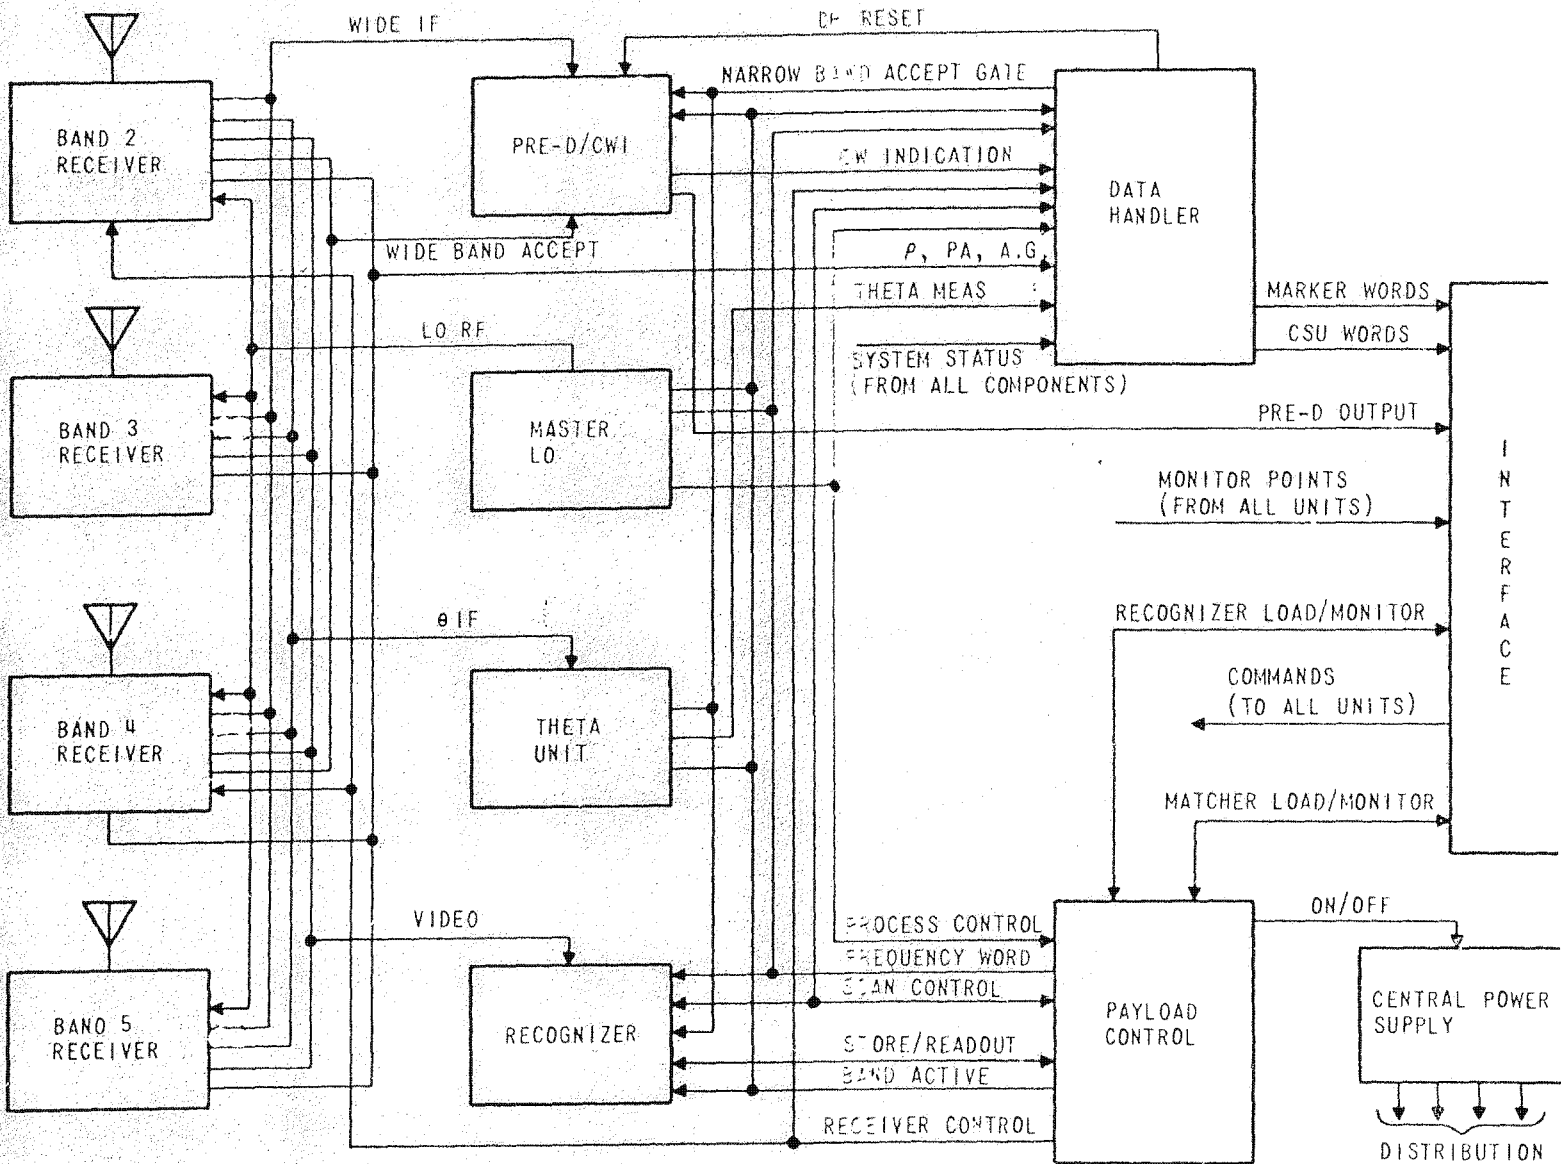 WIDE IF
RESET
NARROW BAND ACCEPT GATE
BAND 2
RECEIVER
PRE-D/CWI
CW INDICATION
DATA
HANDLER
WIDE BAND ACCEPT
ρ, PA, A.G.
THETA MEAS
MARKER WORDS
LO RF
CSU WORDS
SYSTEM STATUS
(FROM ALL COMPONENTS)
BAND 3
RECEIVER
MASTER
LO
PRE-D OUTPUT
MONITOR POINTS
(FROM ALL UNITS)
INTERFACE
θ IF
RECOGNIZER LOAD/MONITOR
COMMANDS
(TO ALL UNITS)
BAND 4
RECEIVER
THETA
UNIT
MATCHER LOAD/MONITOR
VIDEO
ON/OFF
PROCESS CONTROL
FREQUENCY WORD
SCAN CONTROL
BAND 5
RECEIVER
RECOGNIZER
STORE/READOUT
BAND ACTIVE
PAYLOAD
CONTROL
CENTRAL POWER
SUPPLY
RECEIVER CONTROL
DISTRIBUTION